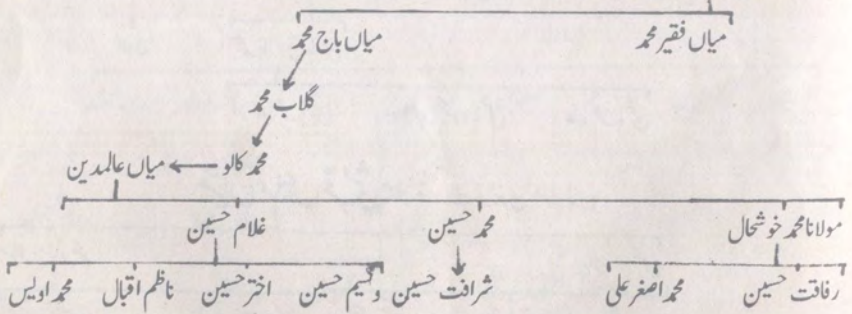 میاں فقیر محمد میاں باج محمد
گلاب محمد
محمد کالو میاں عالمدین
مولانا محمد خوشحال محمد حسین غلام حسین
رفاقت حسین محمد اصغر علی شرافت حسین وسیم حسین اختر حسین ناظم اقبال محمد اویس